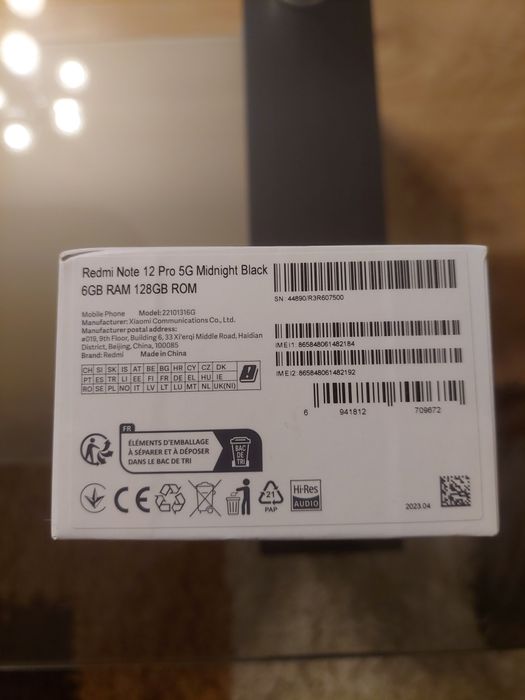 Redmi Note 12 Pro 5G Midnight Black
6GB RAM 128GB ROM
Mobile Phone Model: 22101316G
Manufacturer: Xiaomi Communications Co., Ltd.
Manufacturer postal address:
#019, 9th Floor, Building 6, 33 Xi'erqi Middle Road, Haidian
District, Beijing, China, 100085
Brand: Redmi Made in China
CH SI SK IS AT BE BG HR CY CZ DK
PT ES TR LI EE FI FR DE EL HU IE
RO SE PL NO IT LV LT LU MT NL UK(NI)
SN: 44890/R3R607500
IMEI1: 865848061482184
IMEI2: 865848061482192
6 941812 709672
FR
ÉLÉMENTS D'EMBALLAGE
À SÉPARER ET À DÉPOSER
DANS LE BAC DE TRI
BAC
DE
TRI
CE
21
PAP
Hi-Res
AUDIO
2023.04